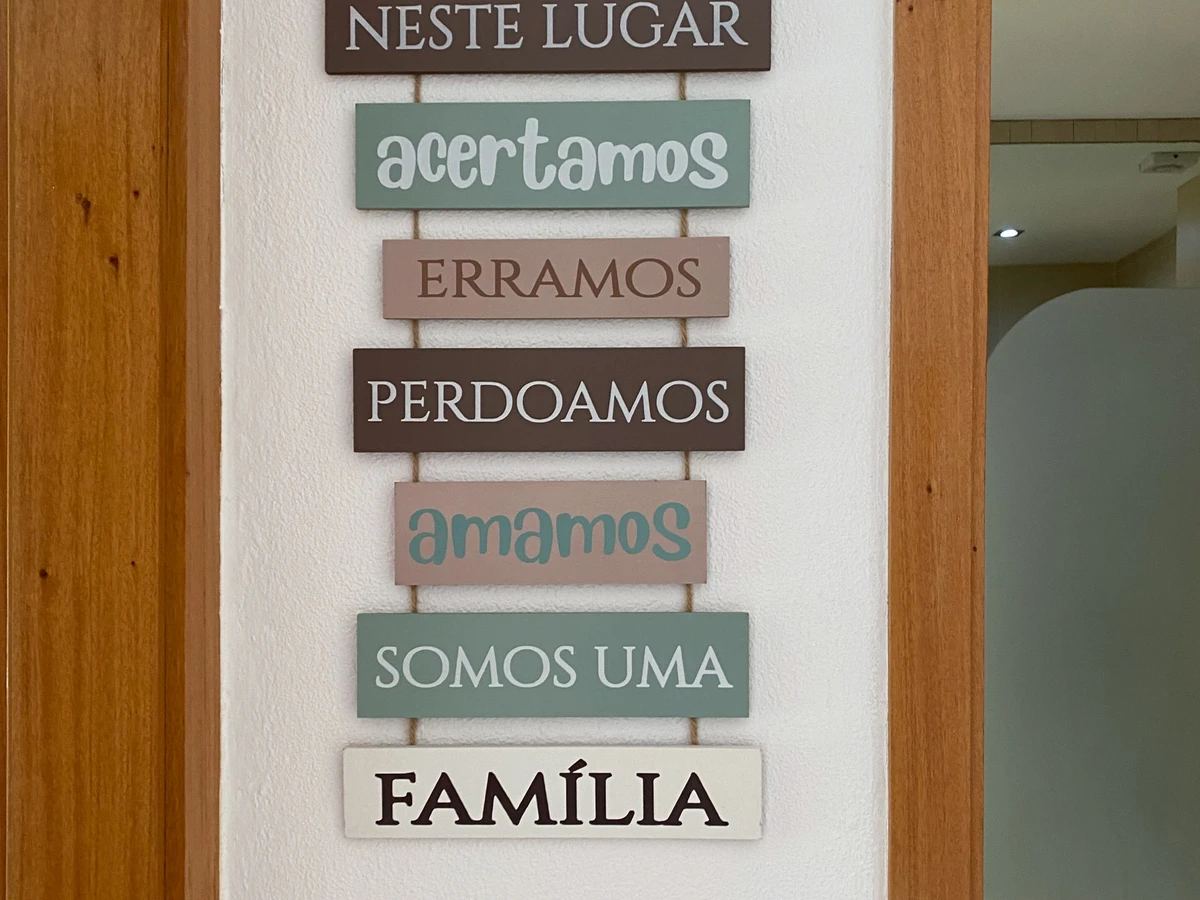 NESTE LUGAR
acertamos
ERRAMOS
PERDOAMOS
amamos
SOMOS UMA
FAMÍLIA